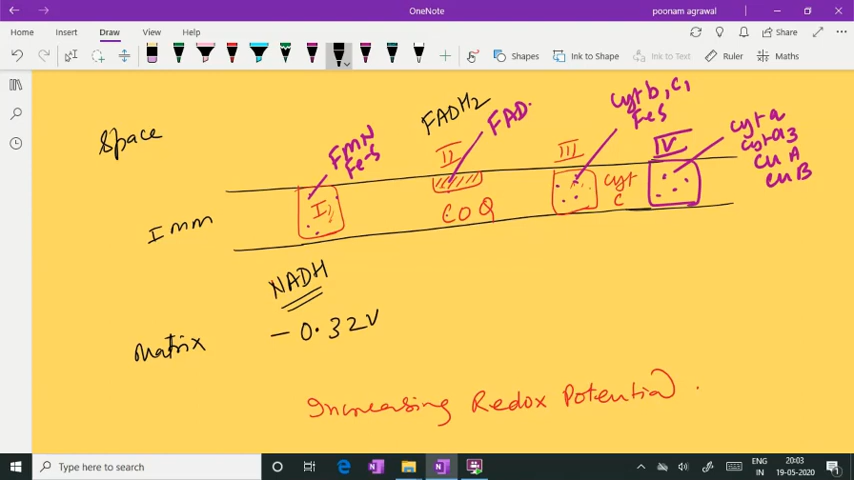 OneNote
poonam agrawal
Home
Insert
Draw
View
Help
Share
Shapes
Ink to Shape
Ink to Text
Ruler
Maths
Space
FMN
Fe-S
FADH2
FAD.
II
III
cyt b, c1
FeS
IV
cyt a
cyt a3
cu A
cu B
I
COQ
cyt
c
Imm
NADH
- 0.32V
matrix
Increasing Redox Potential.
Type here to search
ENG
IN
20:03
19-05-2020